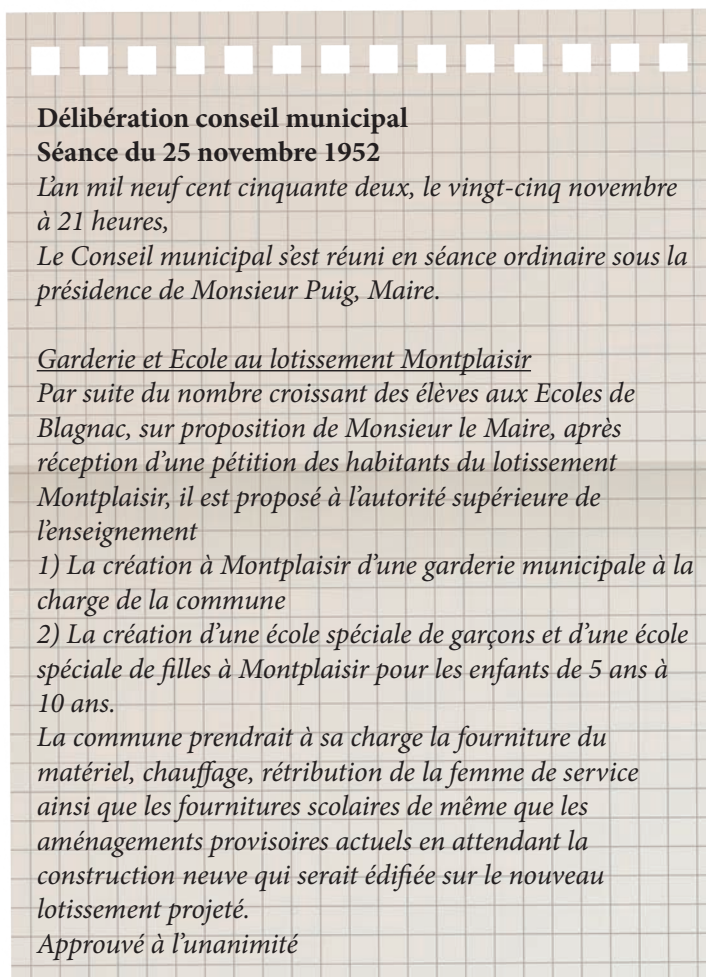 Délibération conseil municipal
Séance du 25 novembre 1952
L'an mil neuf cent cinquante deux, le vingt-cinq novembre
à 21 heures,
Le Conseil municipal s'est réuni en séance ordinaire sous la
présidence de Monsieur Puig, Maire.
Garderie et Ecole au lotissement Montplaisir
Par suite du nombre croissant des élèves aux Ecoles de
Blagnac, sur proposition de Monsieur le Maire, après
réception d'une pétition des habitants du lotissement
Montplaisir, il est proposé à l'autorité supérieure de
l'enseignement
1) La création à Montplaisir d'une garderie municipale à la
charge de la commune
2) La création d'une école spéciale de garçons et d'une école
spéciale de filles à Montplaisir pour les enfants de 5 ans à
10 ans.
La commune prendrait à sa charge la fourniture du
matériel, chauffage, rétribution de la femme de service
ainsi que les fournitures scolaires de même que les
aménagements provisoires actuels en attendant la
construction neuve qui serait édifiée sur le nouveau
lotissement projeté.
Approuvé à l'unanimité